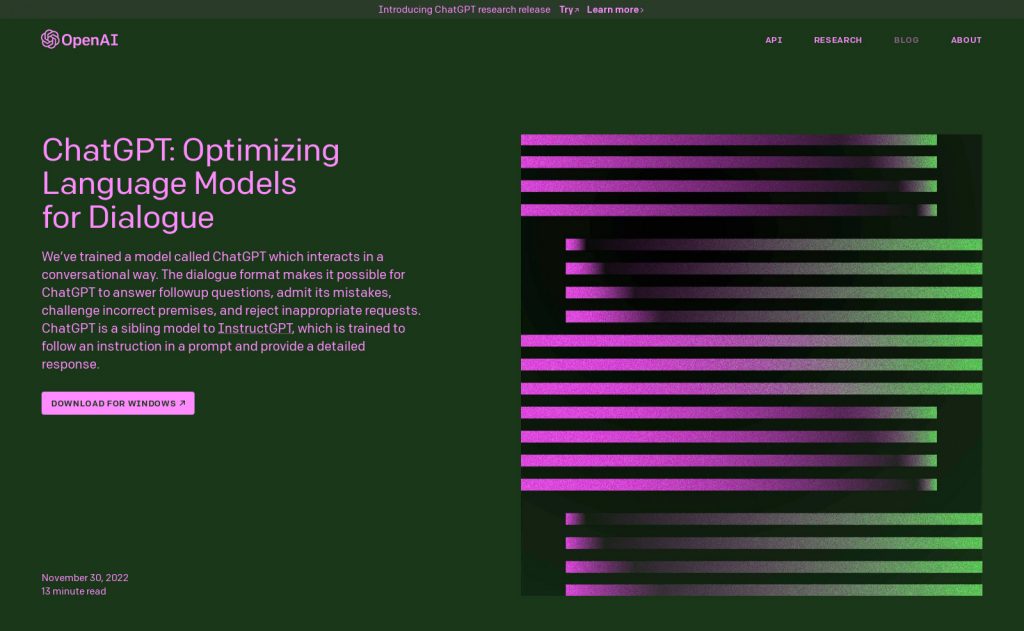 Introducing ChatGPT research release Try↗ Learn more›
OpenAI
API RESEARCH BLOG ABOUT
ChatGPT: Optimizing
Language Models
for Dialogue
We’ve trained a model called ChatGPT which interacts in a
conversational way. The dialogue format makes it possible for
ChatGPT to answer followup questions, admit its mistakes,
challenge incorrect premises, and reject inappropriate requests.
ChatGPT is a sibling model to InstructGPT, which is trained to
follow an instruction in a prompt and provide a detailed
response.
DOWNLOAD FOR WINDOWS ↗
November 30, 2022
13 minute read